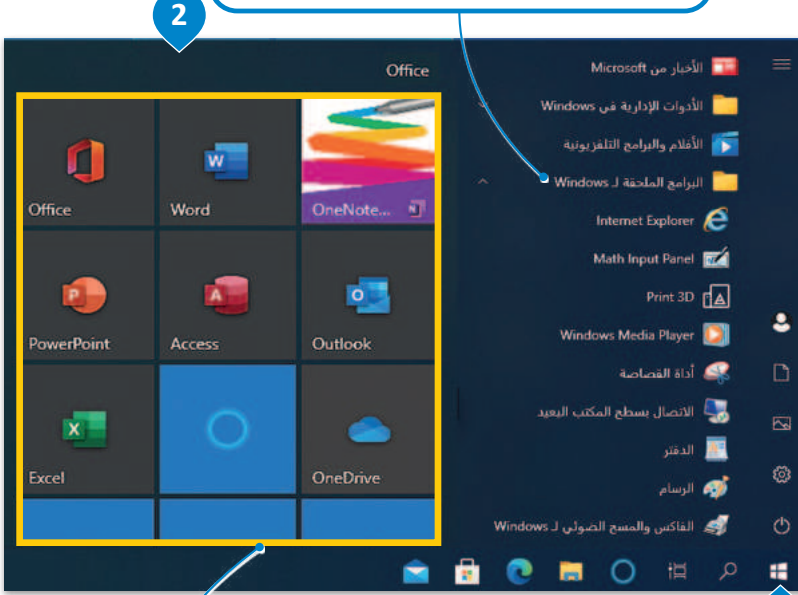 2
Office
الأخبار من Microsoft
الأدوات الإدارية في Windows
الأفلام والبرامج التلفزيونية
البرامج الملحقة لـ Windows
Internet Explorer
Math Input Panel
Print 3D
Windows Media Player
أداة القصاصة
الاتصال بسطح المكتب البعيد
الدفتر
الرسام
الفاكس والمسح الضوئي لـ Windows
Office
Word
OneNote...
PowerPoint
Access
Outlook
Excel
OneDrive